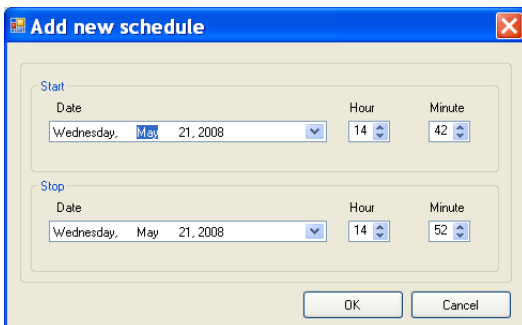 Add new schedule
Start
Date Hour Minute
Wednesday, May 21, 2008 14 42
Stop
Date Hour Minute
Wednesday, May 21, 2008 14 52
OK Cancel